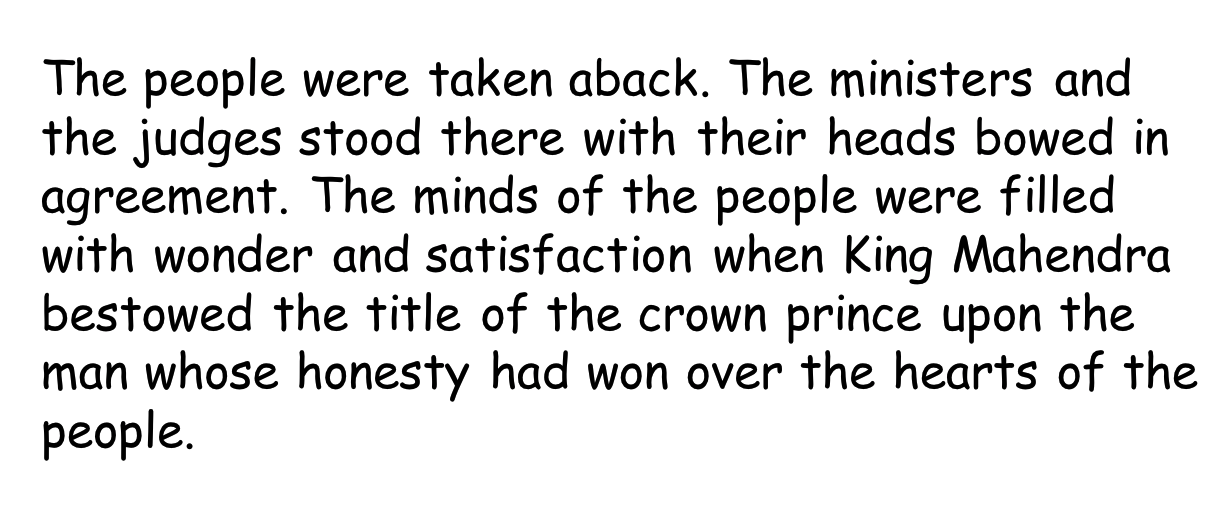 The people were taken aback. The ministers and
the judges stood there with their heads bowed in
agreement. The minds of the people were filled
with wonder and satisfaction when King Mahendra
bestowed the title of the crown prince upon the
man whose honesty had won over the hearts of the
people.